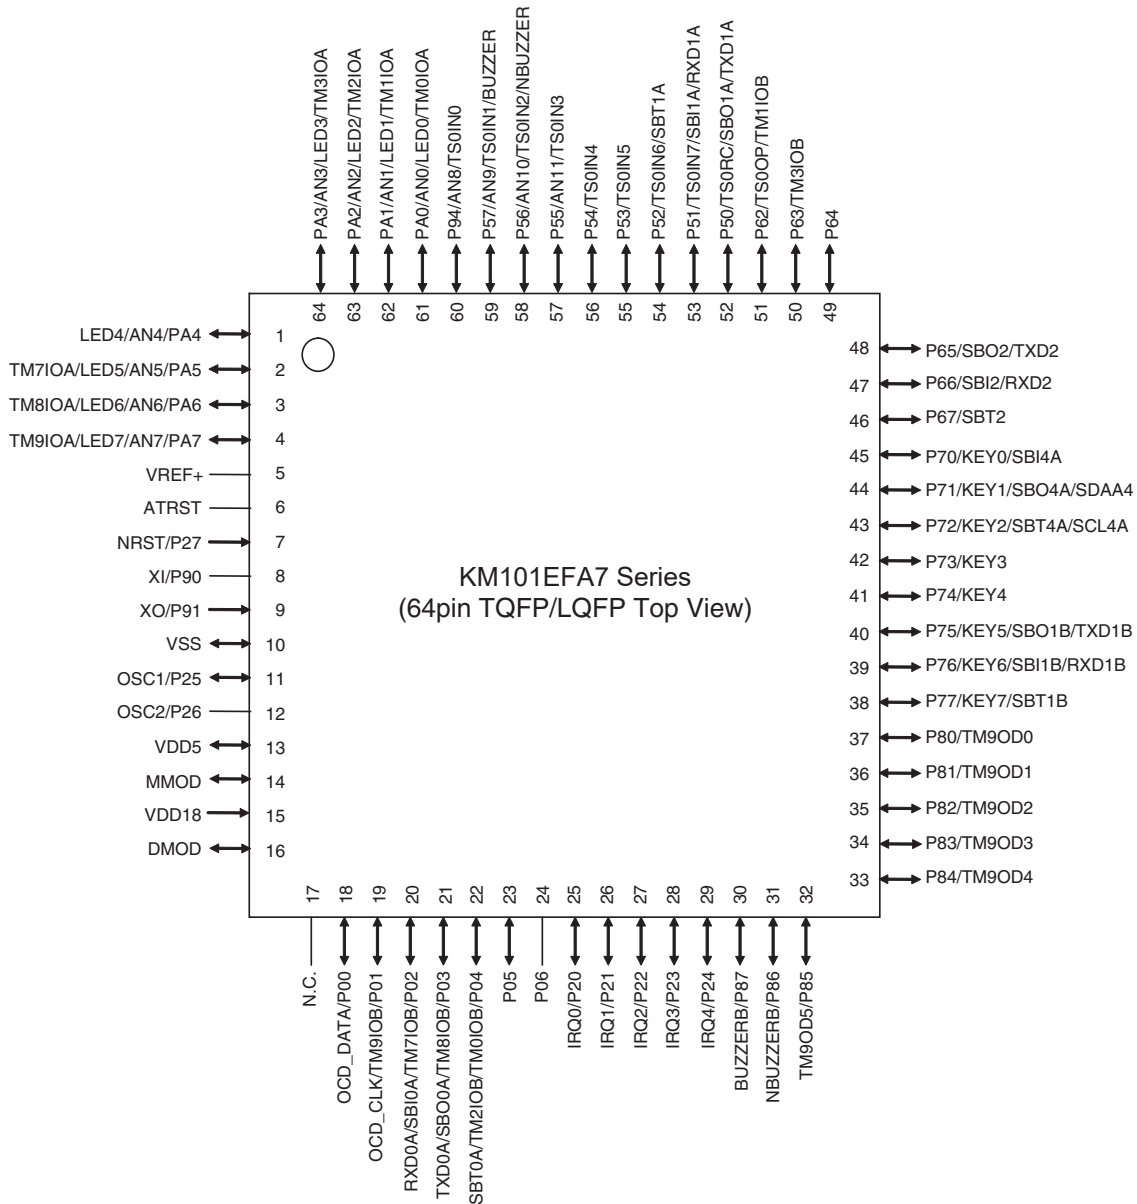 PA3/AN3/LED3/TM3IOA
PA2/AN2/LED2/TM2IOA
PA1/AN1/LED1/TM1IOA
PA0/AN0/LED0/TM0IOA
P94/AN8/TS0IN0
P57/AN9/TS0IN1/BUZZER
P56/AN10/TS0IN2/NBUZZER
P55/AN11/TS0IN3
P54/TS0IN4
P53/TS0IN5
P52/TS0IN6/SBT1A
P51/TS0IN7/SBI1A/RXD1A
P50/TS0RC/SBO1A/TXD1A
P62/TS0OP/TM1IOB
P63/TM3IOB
P64
64
63
62
61
60
59
58
57
56
55
54
53
52
51
50
49
LED4/AN4/PA4 1
TM7IOA/LED5/AN5/PA5 2
TM8IOA/LED6/AN6/PA6 3
TM9IOA/LED7/AN7/PA7 4
VREF+ 5
ATRST 6
NRST/P27 7
XI/P90 8
XO/P91 9
VSS 10
OSC1/P25 11
OSC2/P26 12
VDD5 13
MMOD 14
VDD18 15
DMOD 16
KM101EFA7 Series
(64pin TQFP/LQFP Top View)
48 P65/SBO2/TXD2
47 P66/SBI2/RXD2
46 P67/SBT2
45 P70/KEY0/SBI4A
44 P71/KEY1/SBO4A/SDAA4
43 P72/KEY2/SBT4A/SCL4A
42 P73/KEY3
41 P74/KEY4
40 P75/KEY5/SBO1B/TXD1B
39 P76/KEY6/SBI1B/RXD1B
38 P77/KEY7/SBT1B
37 P80/TM9OD0
36 P81/TM9OD1
35 P82/TM9OD2
34 P83/TM9OD3
33 P84/TM9OD4
17
18
19
20
21
22
23
24
25
26
27
28
29
30
31
32
N.C.
OCD_DATA/P00
OCD_CLK/TM9IOB/P01
RXD0A/SBI0A/TM7IOB/P02
TXD0A/SBO0A/TM8IOB/P03
SBT0A/TM2IOB/TM0IOB/P04
P05
P06
IRQ0/P20
IRQ1/P21
IRQ2/P22
IRQ3/P23
IRQ4/P24
BUZZERB/P87
NBUZZERB/P86
TM9OD5/P85